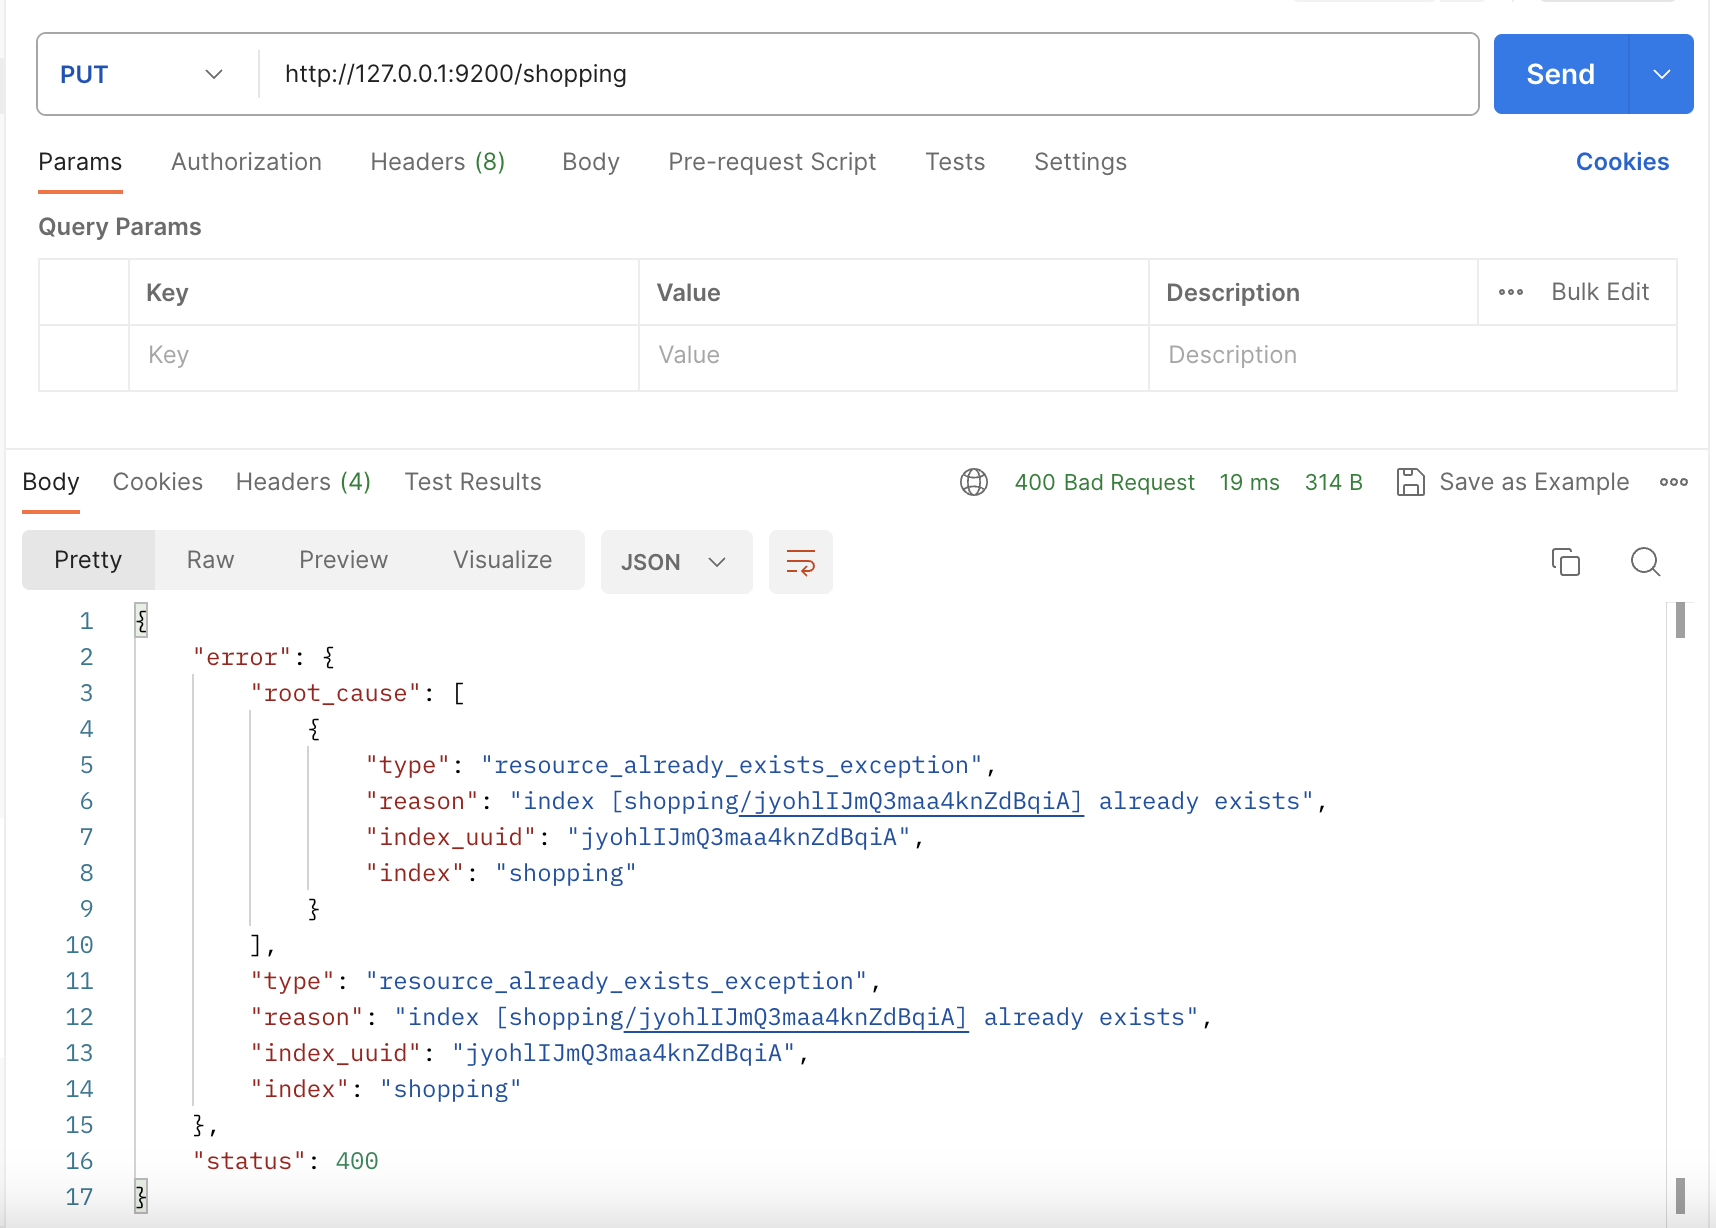 PUT http://127.0.0.1:9200/shopping Send
Params Authorization Headers (8) Body Pre-request Script Tests Settings Cookies
Query Params
Key Value Description ooo Bulk Edit
Key Value Description
Body Cookies Headers (4) Test Results 400 Bad Request 19 ms 314 B Save as Example ooo
Pretty Raw Preview Visualize JSON
1 {
2 "error": {
3 "root_cause": [
4 {
5 "type": "resource_already_exists_exception",
6 "reason": "index [shopping/jyohlIJmQ3maa4knZdBqiA] already exists",
7 "index_uuid": "jyohlIJmQ3maa4knZdBqiA",
8 "index": "shopping"
9 }
10 ],
11 "type": "resource_already_exists_exception",
12 "reason": "index [shopping/jyohlIJmQ3maa4knZdBqiA] already exists",
13 "index_uuid": "jyohlIJmQ3maa4knZdBqiA",
14 "index": "shopping"
15 },
16 "status": 400
17 }